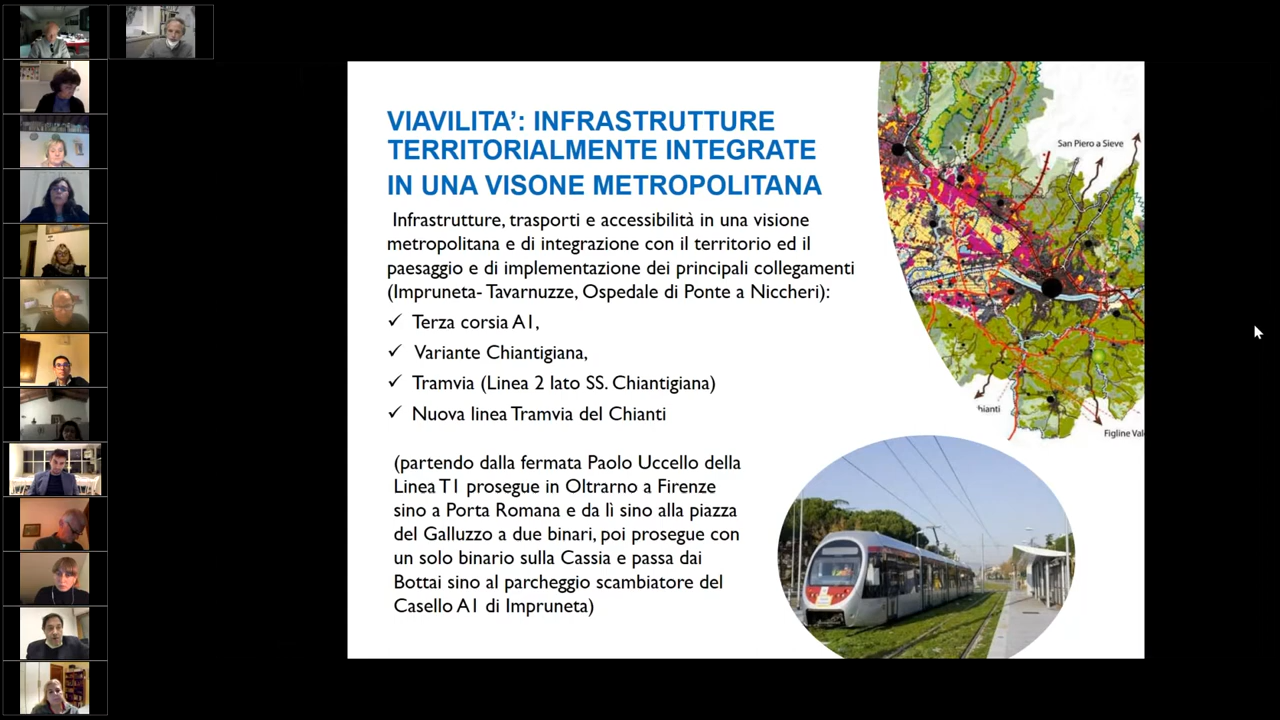 VIAVILITA’: INFRASTRUTTURE
TERRITORIALMENTE INTEGRATE
IN UNA VISONE METROPOLITANA
Infrastrutture, trasporti e accessibilità in una visione
metropolitana e di integrazione con il territorio ed il
paesaggio e di implementazione dei principali collegamenti
(Impruneta- Tavarnuzze, Ospedale di Ponte a Niccheri):
✓ Terza corsia A1,
✓ Variante Chiantigiana,
✓ Tramvia (Linea 2 lato SS. Chiantigiana)
✓ Nuova linea Tramvia del Chianti
(partendo dalla fermata Paolo Uccello della
Linea T1 prosegue in Oltrarno a Firenze
sino a Porta Romana e da lì sino alla piazza
del Galluzzo a due binari, poi prosegue con
un solo binario sulla Cassia e passa dai
Bottai sino al parcheggio scambiatore del
Casello A1 di Impruneta)
San Piero a Sieve
hianti
Figline Val